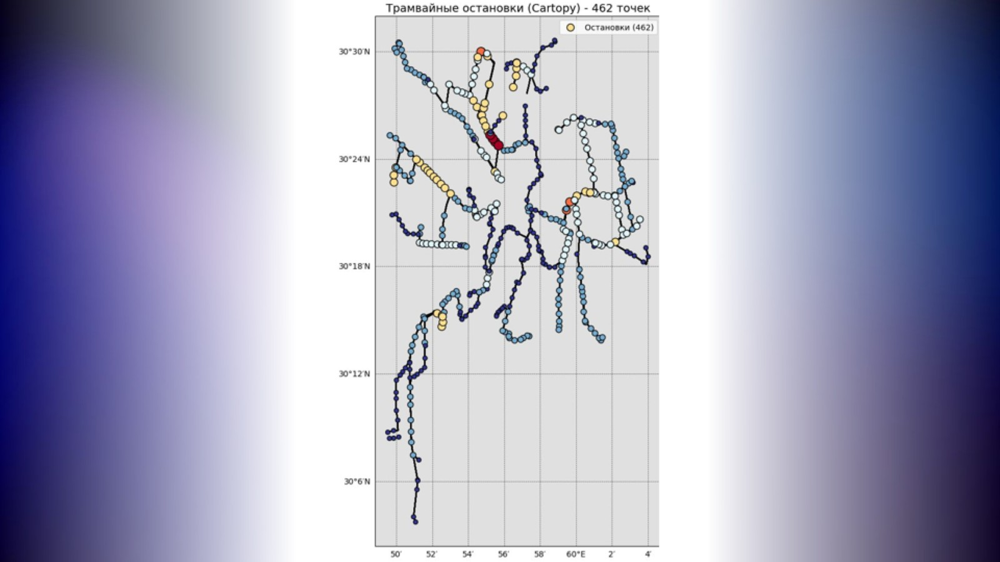 Трамвайные остановки (Cartopy) - 462 точек
Остановки (462)
30°30′N
30°24′N
30°18′N
30°12′N
30°6′N
50′ 52′ 54′ 56′ 58′ 60°E 2′ 4′